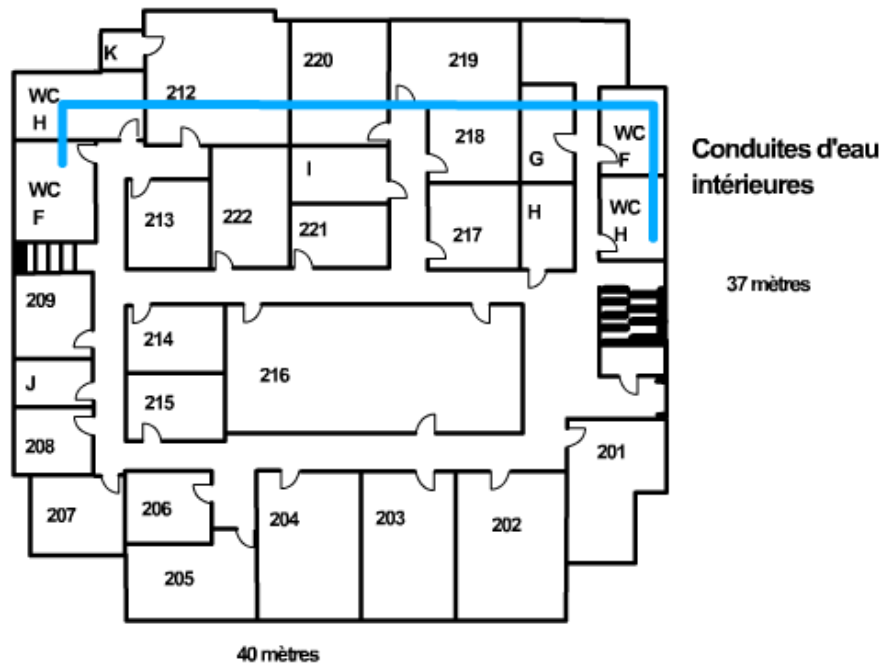 K
220
219
212
WC
H
218
WC
F
Conduites d'eau
intérieures
G
I
WC
F
H
WC
H
213
222
221
217
37 mètres
209
214
216
J
215
208
201
207
206
204
203
202
205
40 mètres